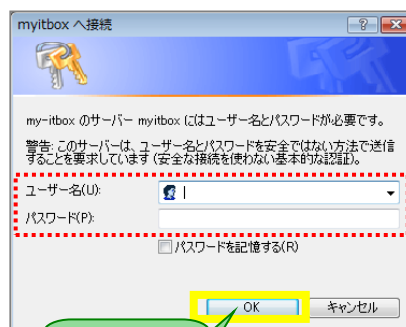 myitbox へ接続
my-itbox のサーバー myitbox にはユーザー名とパスワードが必要です。
警告: このサーバーは、ユーザー名とパスワードを安全ではない方法で送信
することを要求しています (安全な接続を使わない基本的な認証)。
ユーザー名(U):
パスワード(P):
パスワードを記憶する(R)
OK キャンセル